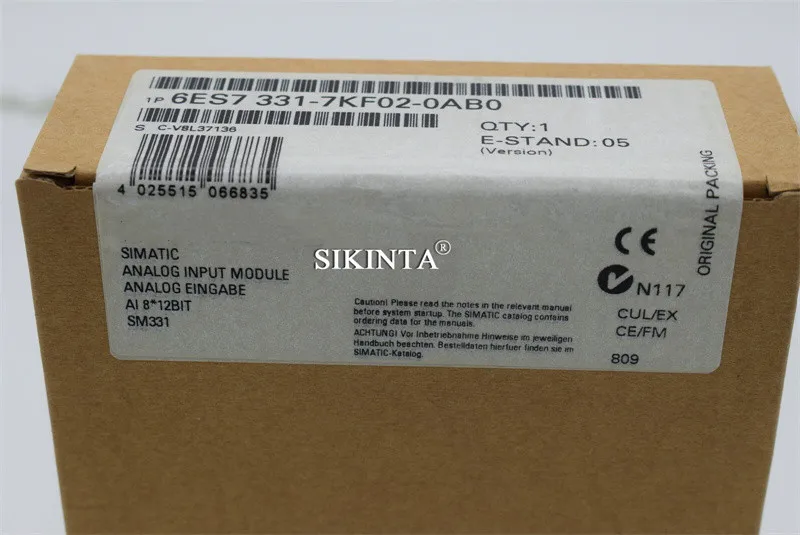 1P 6ES7 331-7KF02-0AB0
S C-V8L37136
QTY:1
E-STAND:05
(Version)
4 025515 066835
ORIGINAL PACKING
SIMATIC
ANALOG INPUT MODULE
ANALOG EINGABE
AI 8*12BIT
SM331
SIKINTA®
Caution! Please read the notes in the relevant manual
before system startup. The SIMATIC catalog contains
ordering data for the manuals.
ACHTUNG! Vor Inbetriebnahme Hinweise im jeweiligen
Handbuch beachten. Bestelldaten hierfuer finden sie im
SIMATIC-Katalog.
CE
N117
CUL/EX
CE/FM
809